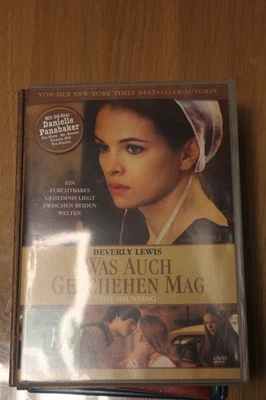 VON DER NEW YORK TIMES BESTSELLER-AUTORIN
Mit US-Star
Danielle
Panabaker
EIN
FURCHTBARES
GEHEIMNIS LIEGT
ZWISCHEN BEIDEN
WELTEN
BEVERLY LEWIS
WAS AUCH
GESCHEHEN MAG
THE SHUNNING
DVD